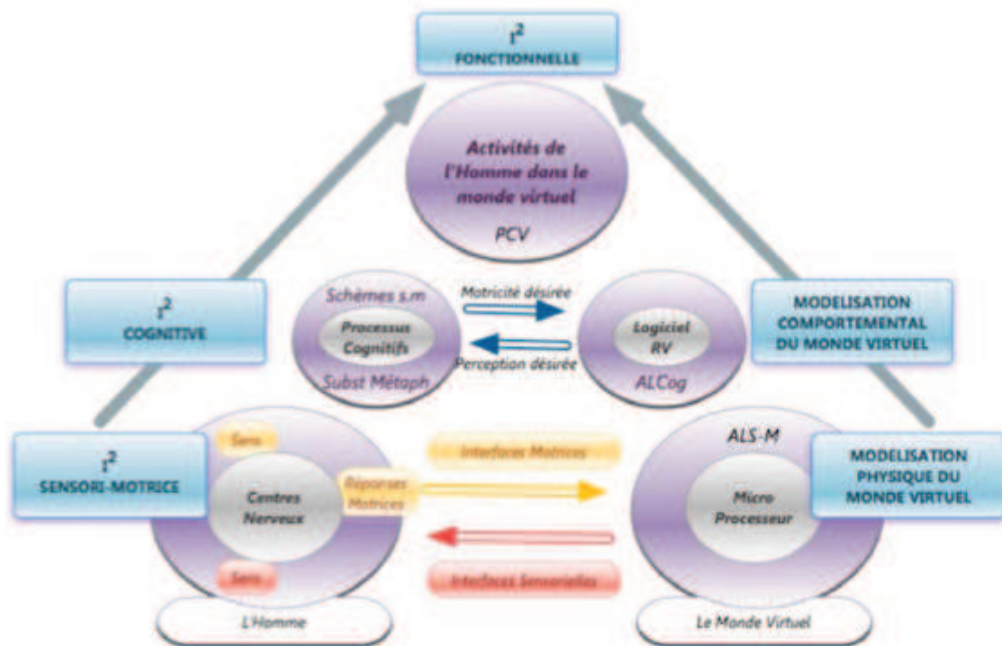 I²
FONCTIONNELLE
Activités de
l'Homme dans le
monde virtuel
PCV
I²
COGNITIVE
Schèmes s.m
Processus
Cognitifs
Subst Métaph
Motricité désirée
Perception désirée
Logiciel
RV
ALCog
MODELISATION
COMPORTEMENTAL
DU MONDE VIRTUEL
I²
SENSORI-MOTRICE
Sens
Centres
Nerveux
Réponses
Motrices
Sens
L'Homme
Interfaces Motrices
Interfaces Sensorielles
ALS-M
Micro
Processeur
Le Monde Virtuel
MODELISATION
PHYSIQUE DU
MONDE VIRTUEL